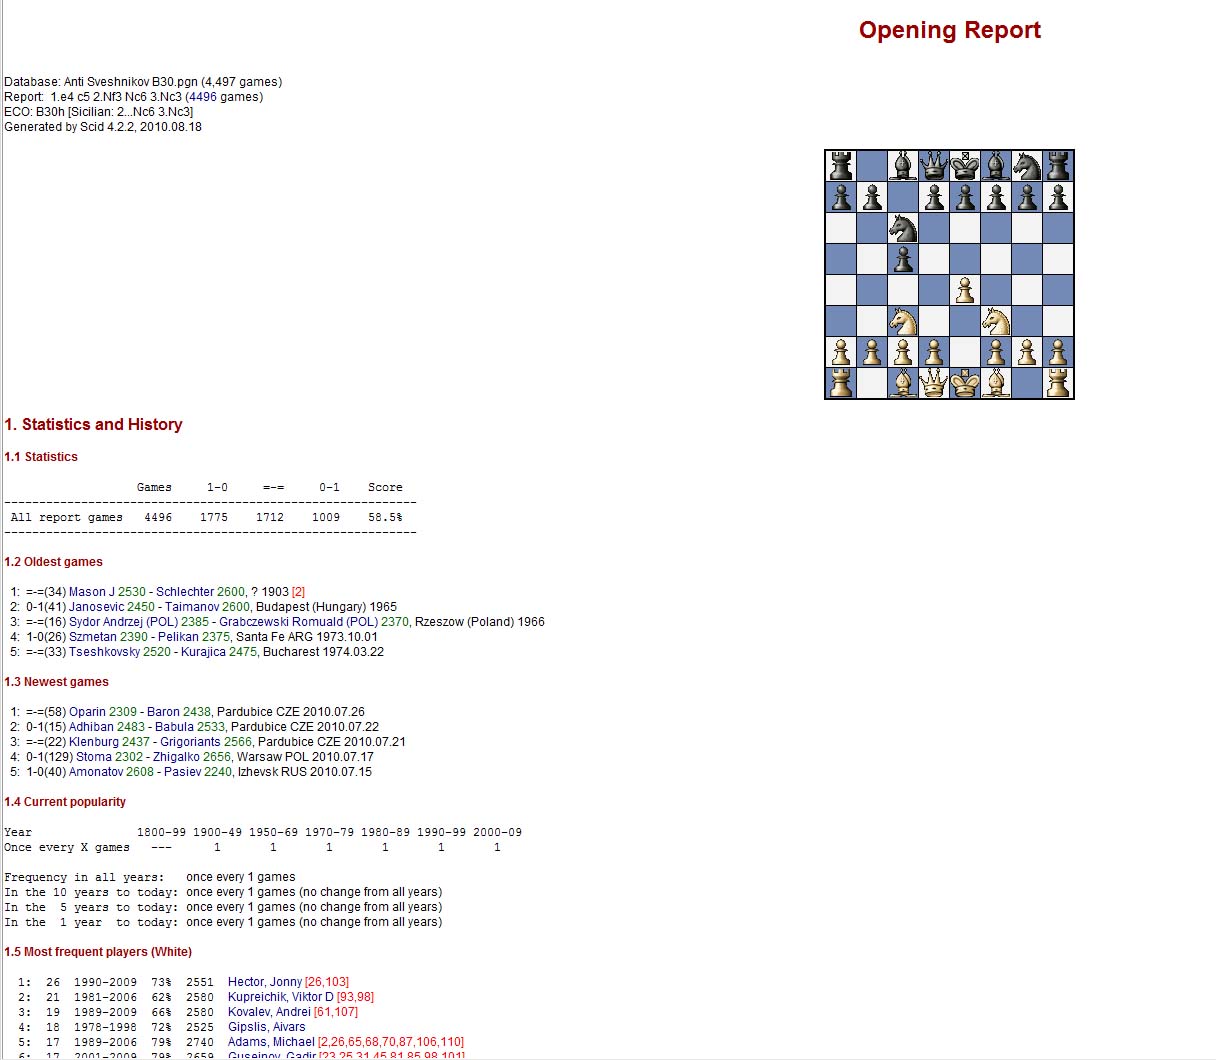 Opening Report
Database: Anti Sveshnikov B30.pgn (4,497 games)
Report:  1.e4 c5 2.Nf3 Nc6 3.Nc3 (4496 games)
ECO: B30h [Sicilian: 2...Nc6 3.Nc3]
Generated by Scid 4.2.2, 2010.08.18
1. Statistics and History
1.1 Statistics
Games 1-0 =-= 0-1 Score
-----------------------------------------------------------
All report games 4496 1775 1712 1009 58.5%
-----------------------------------------------------------
1.2 Oldest games
1: =-=(34) Mason J 2530 - Schlechter 2600, ? 1903 [2]
2: 0-1(41) Janosevic 2450 - Taimanov 2600, Budapest (Hungary) 1965
3: =-=(16) Sydor Andrzej (POL) 2385 - Grabczewski Romuald (POL) 2370, Rzeszow (Poland) 1966
4: 1-0(26) Szmetan 2390 - Pelikan 2375, Santa Fe ARG 1973.10.01
5: =-=(33) Tseshkovsky 2520 - Kurajica 2475, Bucharest 1974.03.22
1.3 Newest games
1: =-=(58) Oparin 2309 - Baron 2438, Pardubice CZE 2010.07.26
2: 0-1(15) Adhiban 2483 - Babula 2533, Pardubice CZE 2010.07.22
3: =-=(22) Klenburg 2437 - Grigoriants 2566, Pardubice CZE 2010.07.21
4: 0-1(129) Stoma 2302 - Zhigalko 2656, Warsaw POL 2010.07.17
5: 1-0(40) Amonatov 2608 - Pasiev 2240, Izhevsk RUS 2010.07.15
1.4 Current popularity
Year 1800-99 1900-49 1950-69 1970-79 1980-89 1990-99 2000-09
Once every X games --- 1 1 1 1 1 1
Frequency in all years: once every 1 games
In the 10 years to today: once every 1 games (no change from all years)
In the 5 years to today: once every 1 games (no change from all years)
In the 1 year to today: once every 1 games (no change from all years)
1.5 Most frequent players (White)
1: 26 1990-2009 73% 2551 Hector, Jonny [26,103]
2: 21 1981-2006 62% 2580 Kupreichik, Viktor D [93,98]
3: 19 1989-2009 66% 2580 Kovalev, Andrei [61,107]
4: 18 1978-1998 72% 2525 Gipslis, Aivars
5: 17 1989-2006 79% 2740 Adams, Michael [2,26,65,68,70,87,106,110]
6: 17 2001-2009 79% 2659 Guseinov, Gadir [23,25,31,45,81,85,98,101]